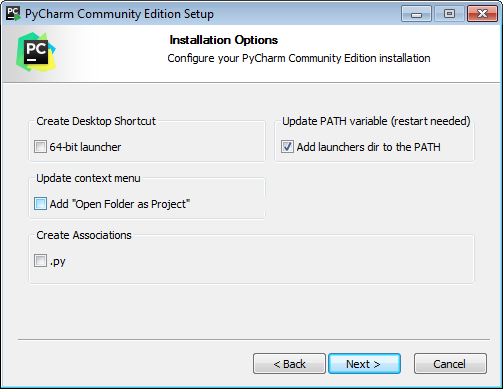 PC PyCharm Community Edition Setup
PC
Installation Options
Configure your PyCharm Community Edition installation
Create Desktop Shortcut
64-bit launcher
Update PATH variable (restart needed)
Add launchers dir to the PATH
Update context menu
Add "Open Folder as Project"
Create Associations
.py
< Back
Next >
Cancel